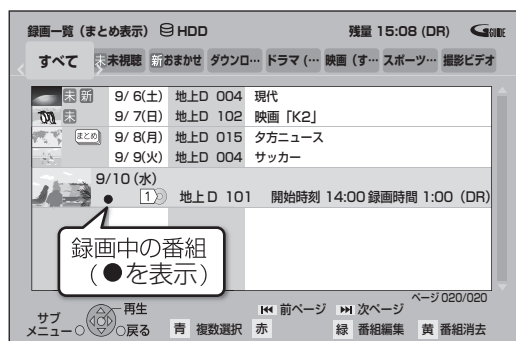 録画一覧 (まとめ表示) HDD 残量 15:08 (DR) G GUIDE
すべて 未 未視聴 新 おまかせ ダウンロ… ドラマ (… 映画 (す… スポーツ… 撮影ビデオ
未 新 9/ 6(土) 地上D 004 現代
未 9/ 7(日) 地上D 102 映画「K2」
まとめ 9/ 8(月) 地上D 015 夕方ニュース
9/ 9(火) 地上D 004 サッカー
9/10 (水)
● 1 地上D 101 開始時刻 14:00 録画時間 1:00 (DR)
録画中の番組
(●を表示)
ページ 020/020
サブ
メニュー 再生
戻る
前ページ 次ページ
青 複数選択 赤 緑 番組編集 黄 番組消去